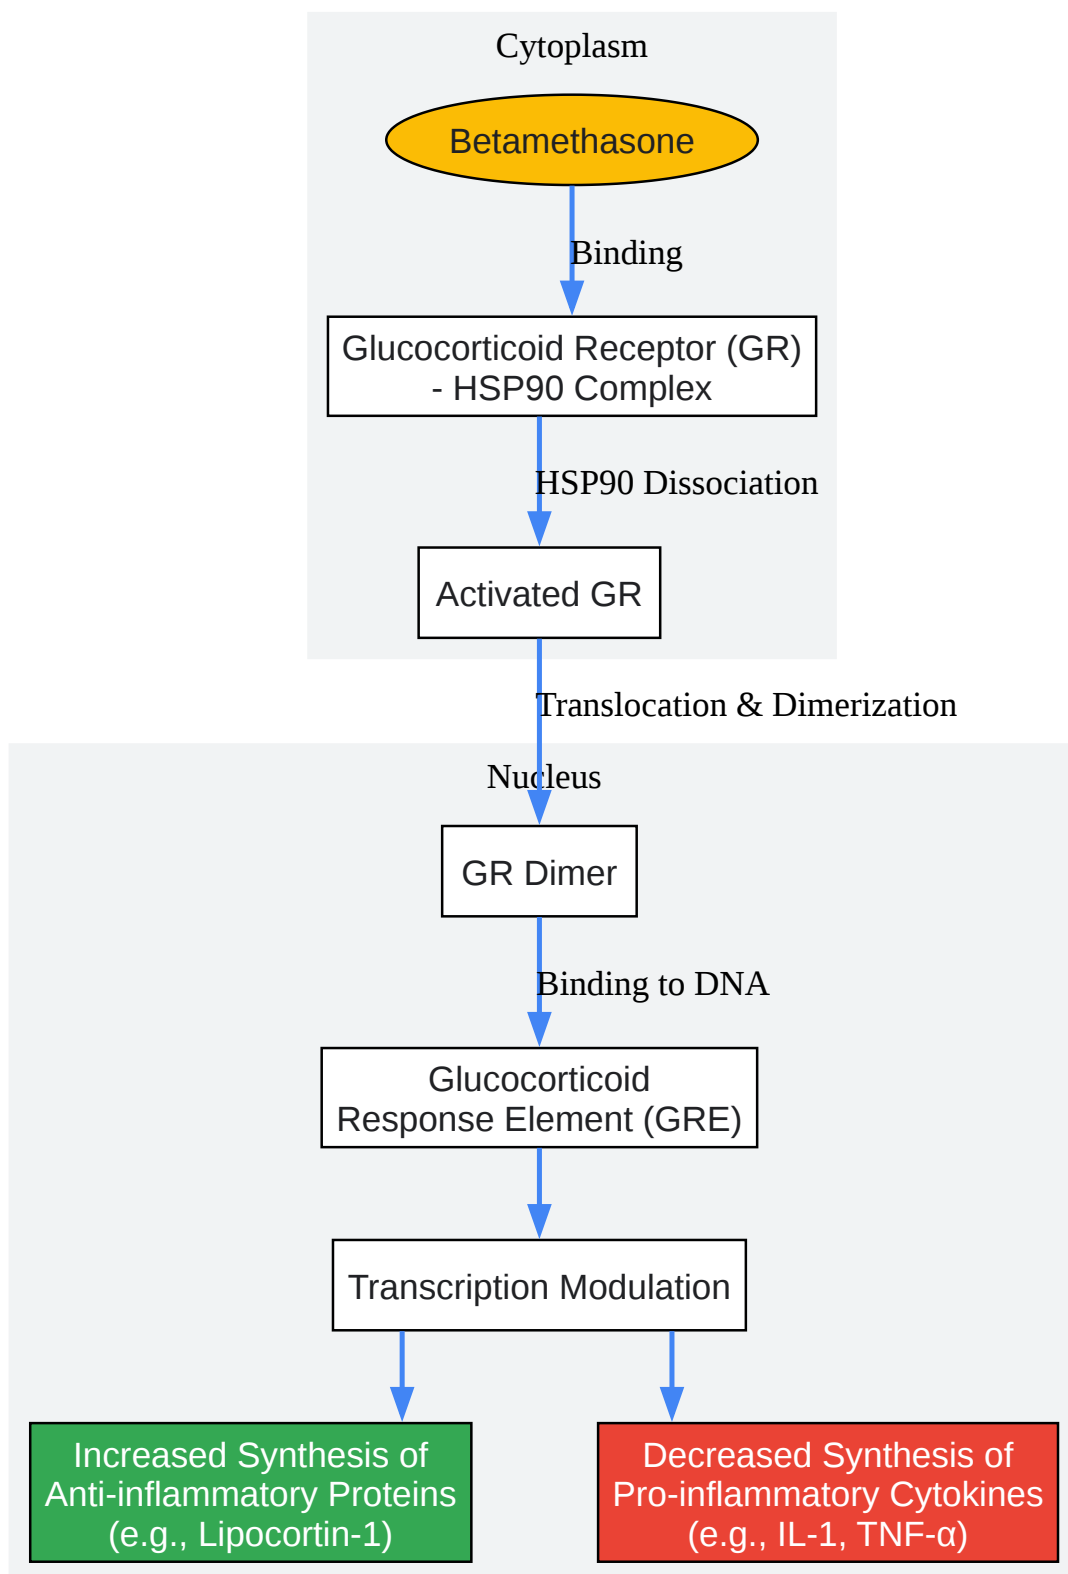 Cytoplasm
Betamethasone
Binding
Glucocorticoid Receptor (GR)
- HSP90 Complex
HSP90 Dissociation
Activated GR
Translocation & Dimerization
Nucleus
GR Dimer
Binding to DNA
Glucocorticoid
Response Element (GRE)
Transcription Modulation
Increased Synthesis of
Anti-inflammatory Proteins
(e.g., Lipocortin-1)
Decreased Synthesis of
Pro-inflammatory Cytokines
(e.g., IL-1, TNF-α)